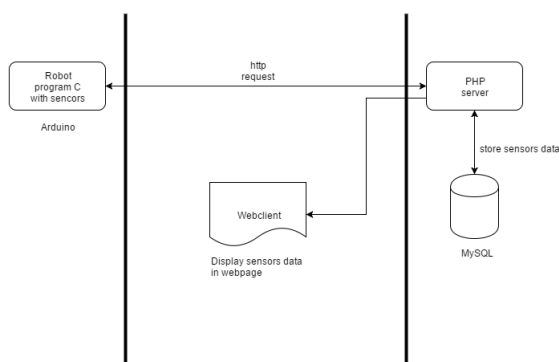 http
request
Robot
program C
with sencors
PHP
server
Arduino
store sensors data
Webclient
MySQL
Display sensors data
in webpage